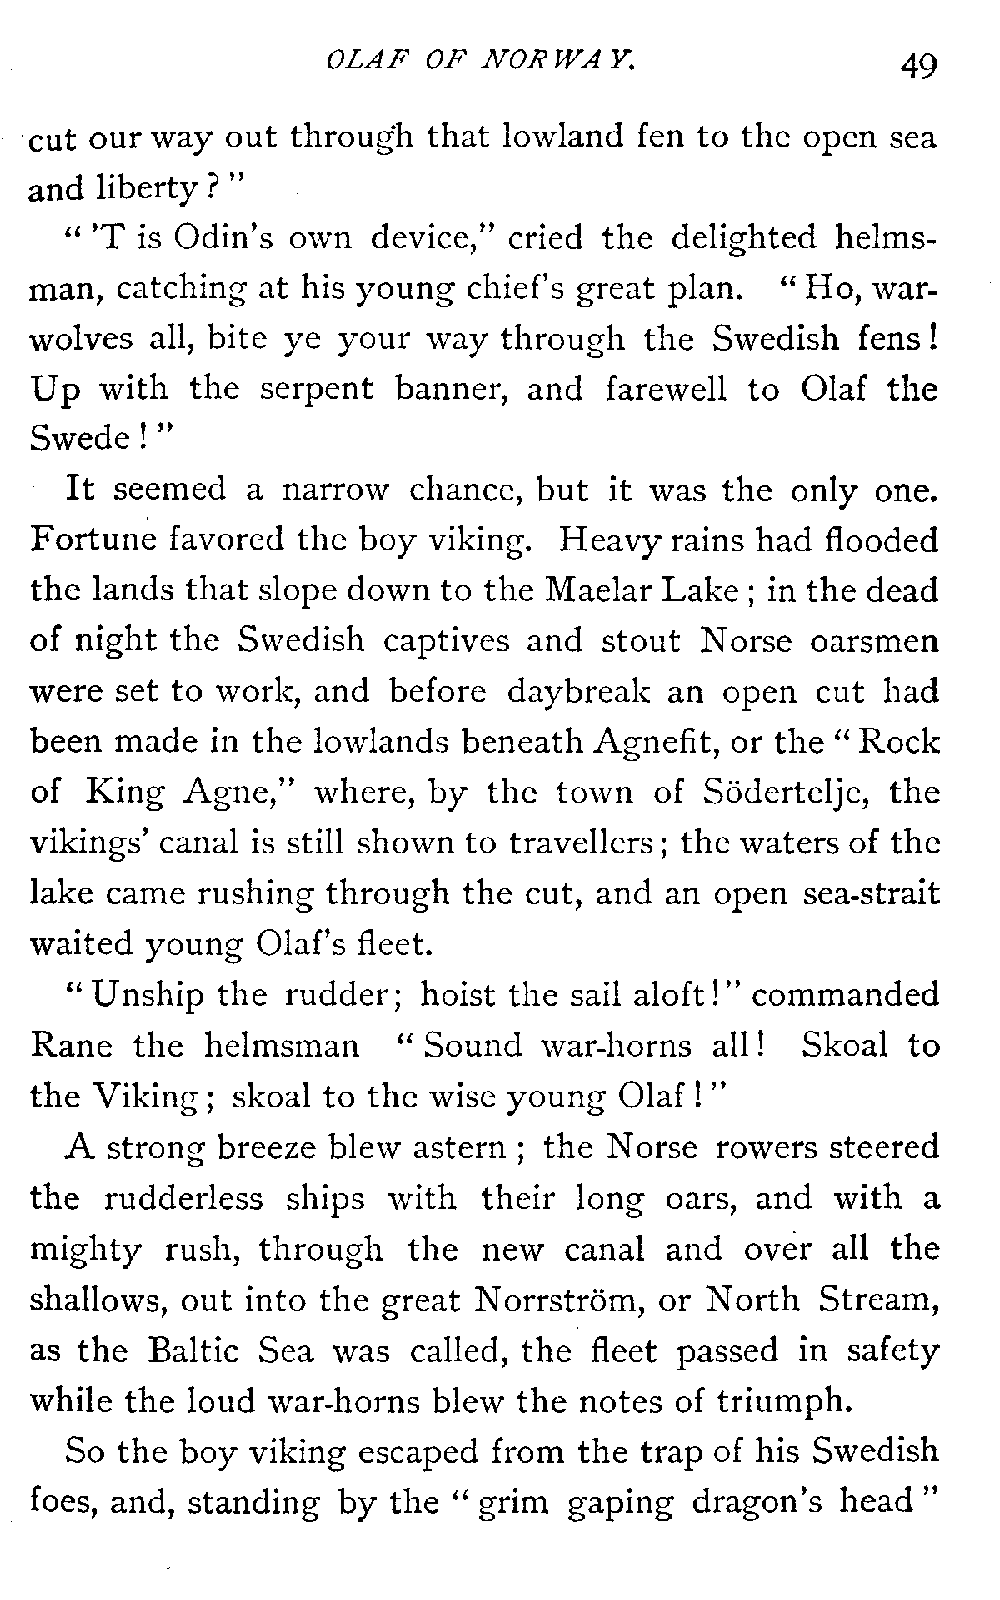 OLAF OF NORWAY. 49
cut our way out through that lowland fen to the open sea
and liberty ? "
" 'T is Odin's own device," cried the delighted helms-
man, catching at his young chief's great plan. " Ho, war-
wolves all, bite ye your way through the Swedish fens !
Up with the serpent banner, and farewell to Olaf the
Swede ! "
It seemed a narrow chance, but it was the only one.
Fortune favored the boy viking. Heavy rains had flooded
the lands that slope down to the Maelar Lake ; in the dead
of night the Swedish captives and stout Norse oarsmen
were set to work, and before daybreak an open cut had
been made in the lowlands beneath Agnefit, or the " Rock
of King Agne," where, by the town of Södertelje, the
vikings' canal is still shown to travellers ; the waters of the
lake came rushing through the cut, and an open sea-strait
waited young Olaf's fleet.
" Unship the rudder ; hoist the sail aloft ! " commanded
Rane the helmsman " Sound war-horns all ! Skoal to
the Viking ; skoal to the wise young Olaf ! "
A strong breeze blew astern ; the Norse rowers steered
the rudderless ships with their long oars, and with a
mighty rush, through the new canal and over all the
shallows, out into the great Norrström, or North Stream,
as the Baltic Sea was called, the fleet passed in safety
while the loud war-horns blew the notes of triumph.
So the boy viking escaped from the trap of his Swedish
foes, and, standing by the " grim gaping dragon's head "